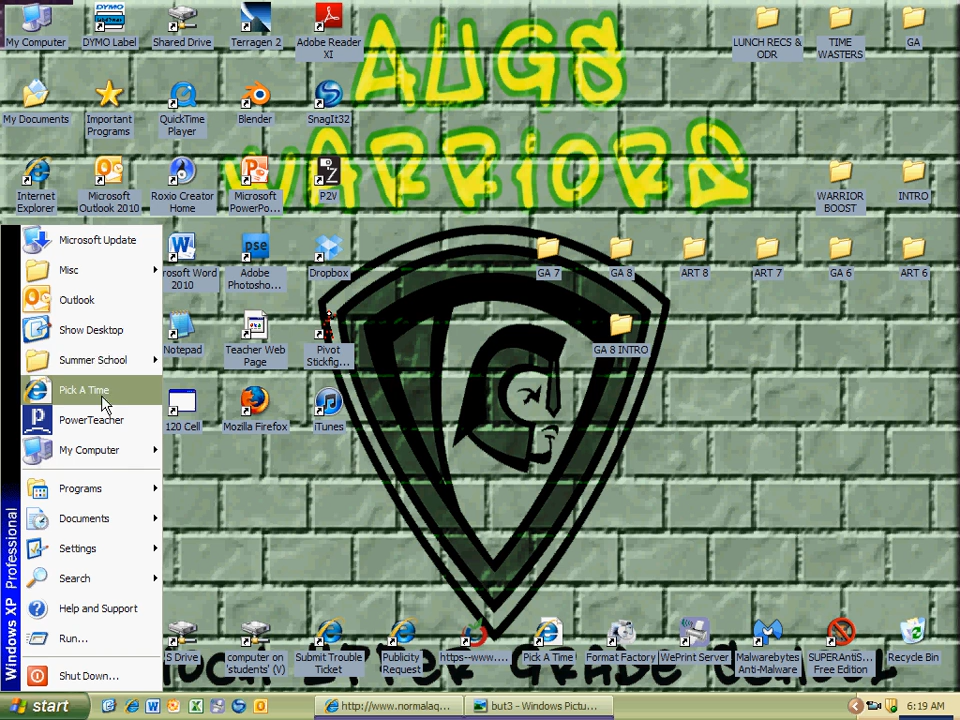 AUGS
WARRIORS
My Computer
DYMO Label
Shared Drive
Terragen 2
Adobe Reader
XI
LUNCH RECS &
ODR
TIME
WASTERS
GA
My Documents
Important
Programs
QuickTime
Player
Blender
SnagIt32
Internet
Explorer
Microsoft
Outlook 2010
Roxio Creator
Home
Microsoft
PowerPo...
P2V
WARRIOR
BOOST
INTRO
rosoft Word
2010
Adobe
Photosho...
Dropbox
GA 7
GA 8
ART 8
ART 7
GA 6
ART 6
Notepad
Teacher Web
Page
Pivot
Stickfig...
GA 8 INTRO
120 Cell
Mozilla Firefox
iTunes
Microsoft Update
Misc
Outlook
Show Desktop
Summer School
Pick A Time
PowerTeacher
My Computer
Programs
Documents
Settings
Search
Help and Support
Run...
Shut Down...
Windows XP Professional
S Drive
computer on
'students' (V)
Submit Trouble
Ticket
Publicity
Request
https--www....
Pick A Time
Format Factory
WePrint Server
Malwarebytes
Anti-Malware
SUPERAntiS...
Free Edition
Recycle Bin
start
http://www.normalaq...
but3 - Windows Pictu...
6:19 AM